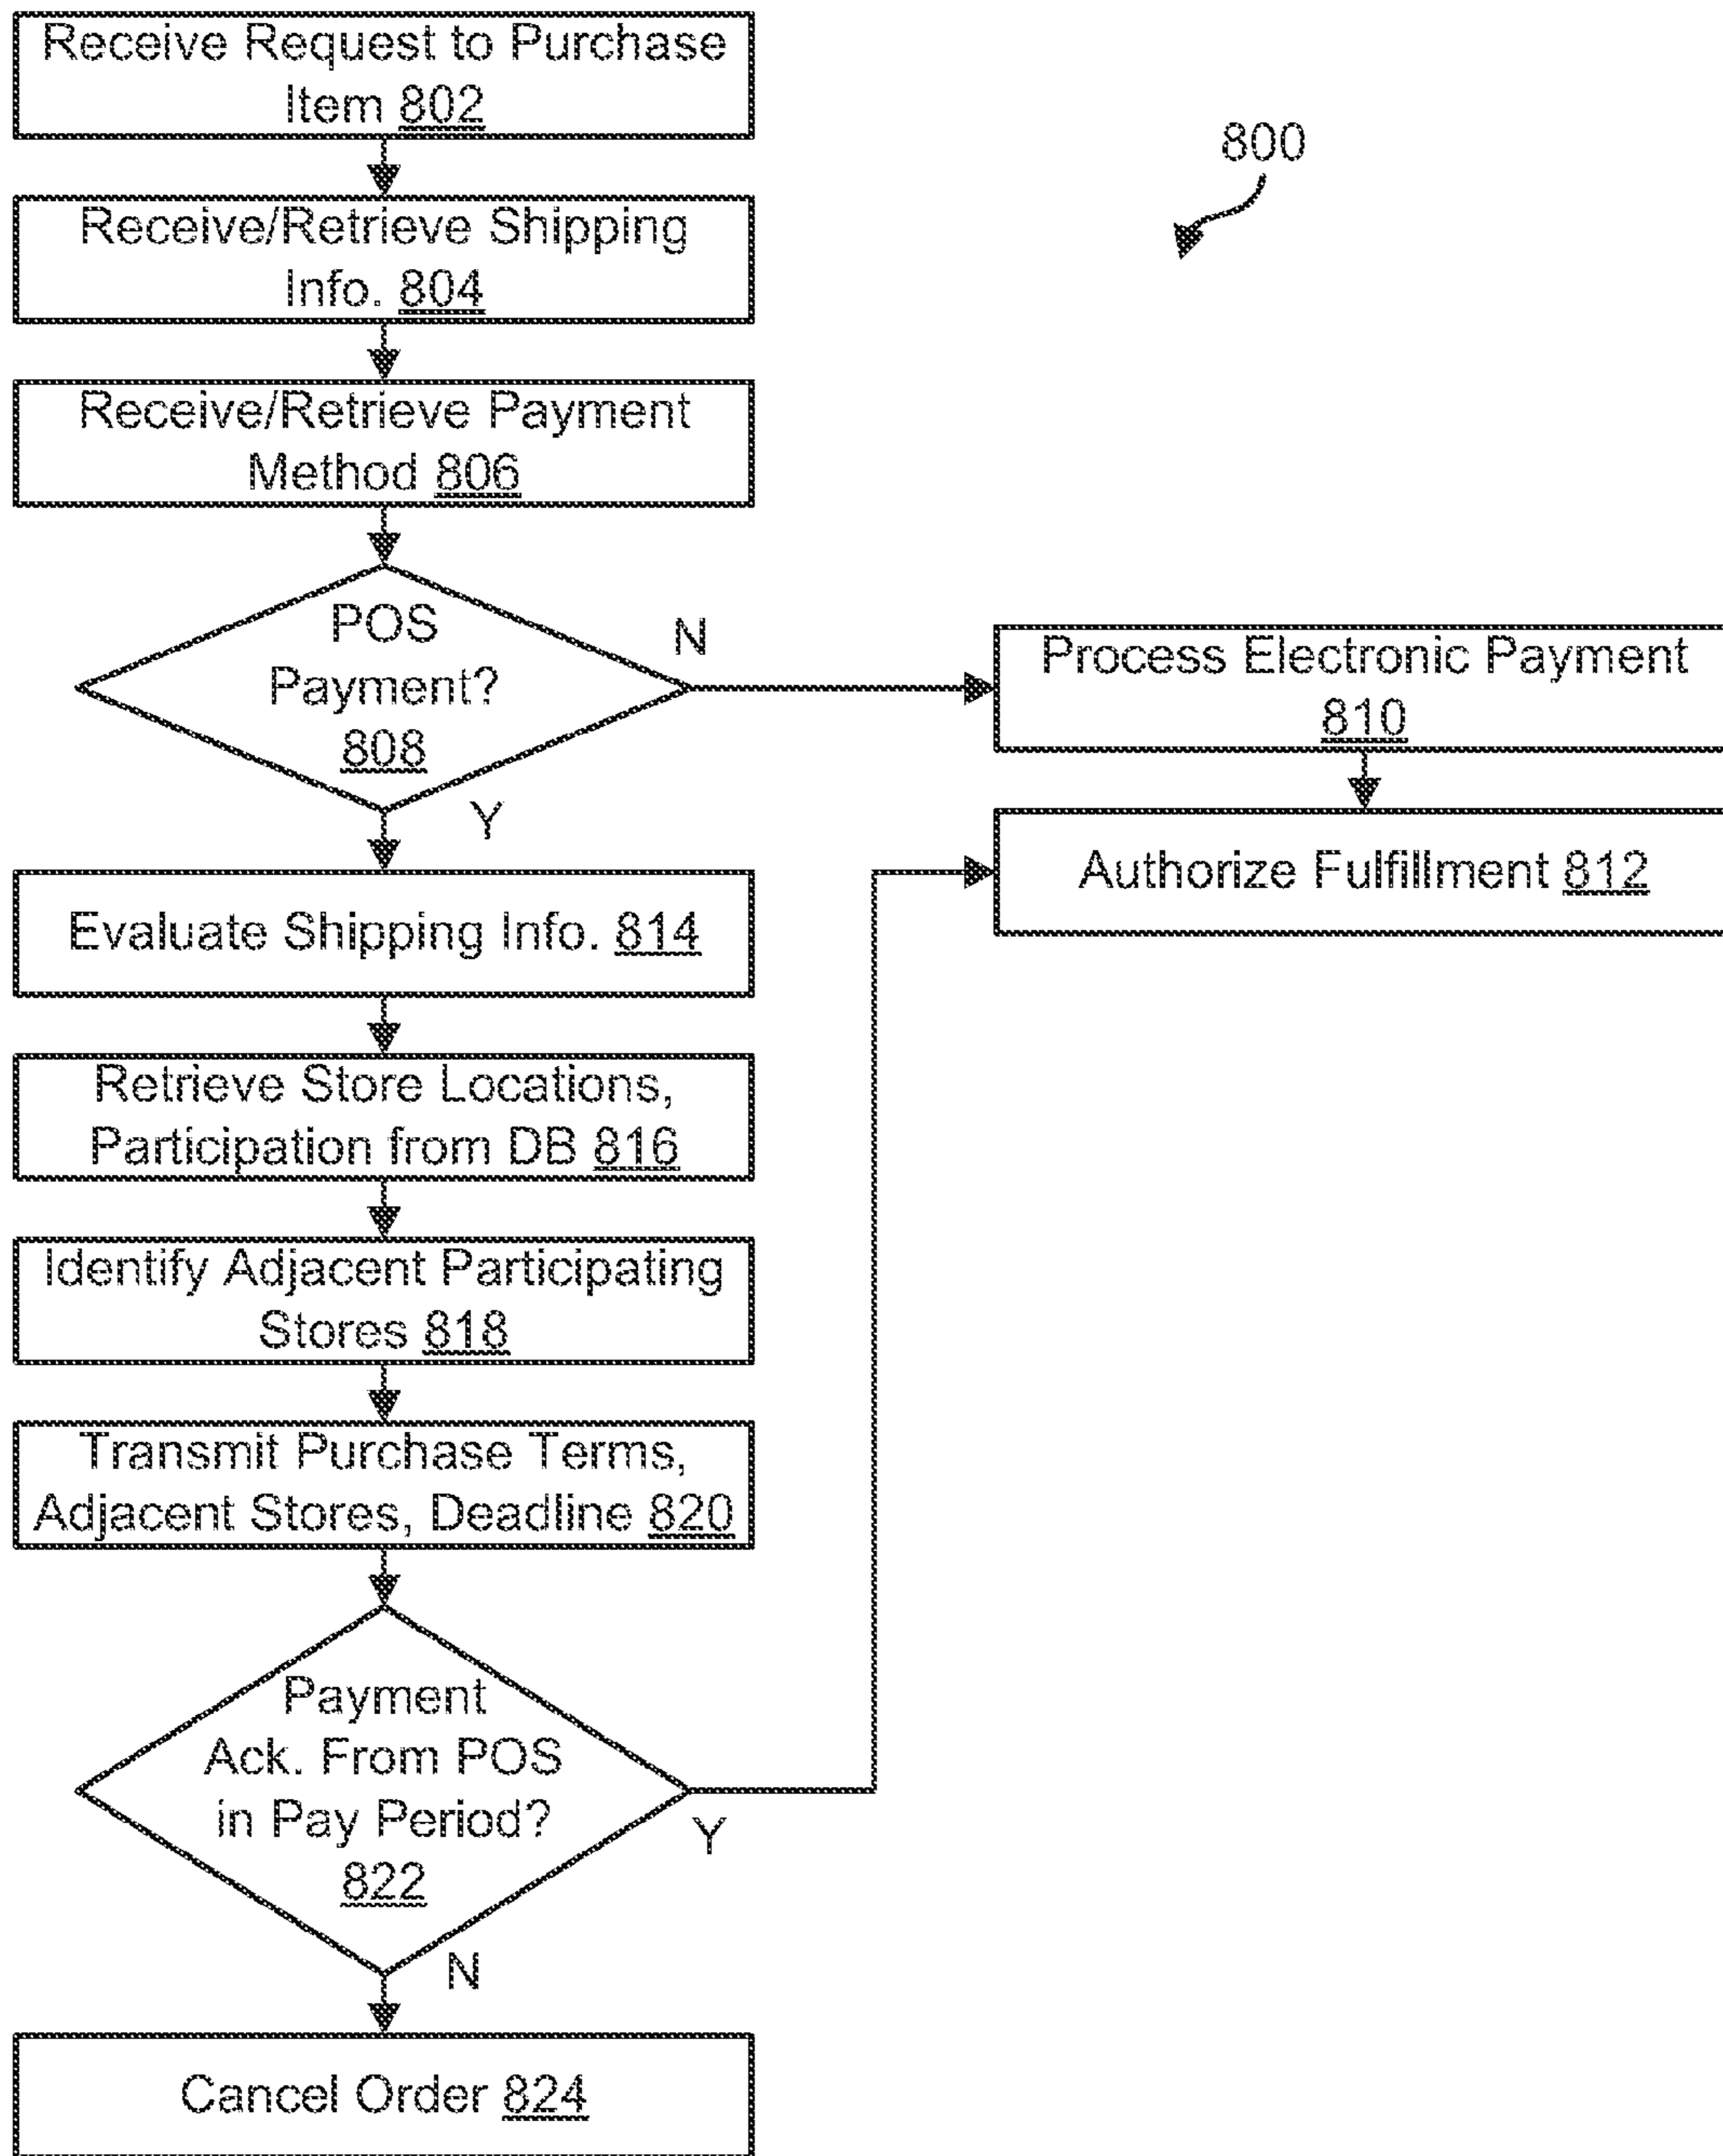 Receive Request to Purchase
Item 802
800
Receive/Retrieve Shipping
Info. 804
Receive/Retrieve Payment
Method 806
POS
Payment?
808
N
Y
Process Electronic Payment
810
Authorize Fulfillment 812
Evaluate Shipping Info. 814
Retrieve Store Locations,
Participation from DB 816
Identify Adjacent Participating
Stores 818
Transmit Purchase Terms,
Adjacent Stores, Deadline 820
Payment
Ack. From POS
in Pay Period?
822
Y
N
Cancel Order 824